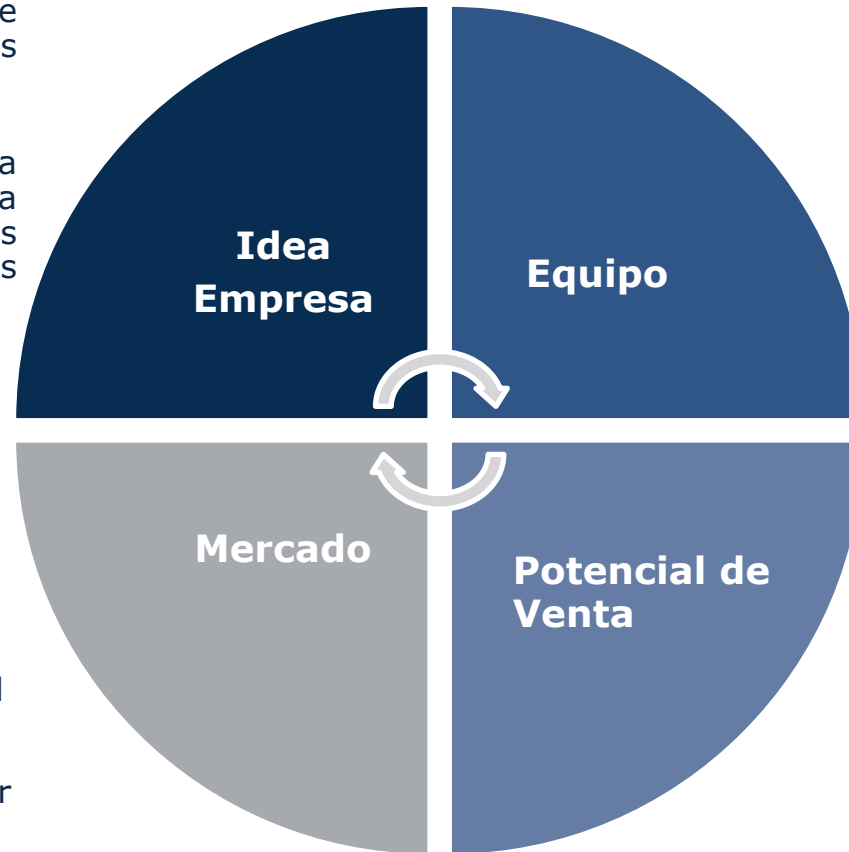 Idea
Empresa
Equipo
Mercado
Potencial de
Venta